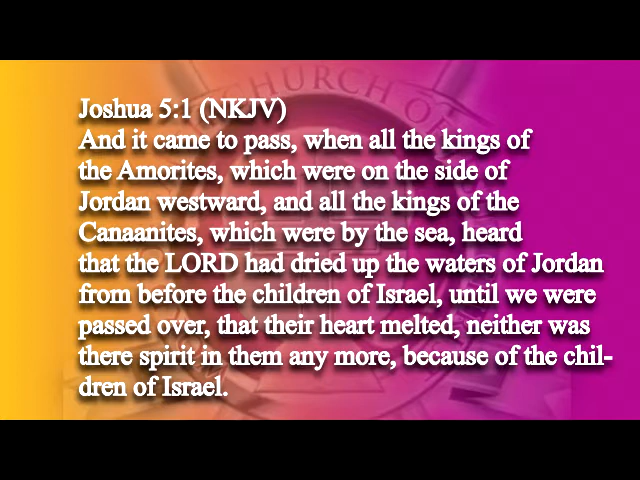 CHURCH OF
Joshua 5:1 (NKJV)
And it came to pass, when all the kings of
the Amorites, which were on the side of
Jordan westward, and all the kings of the
Canaanites, which were by the sea, heard
that the LORD had dried up the waters of Jordan
from before the children of Israel, until we were
passed over, that their heart melted, neither was
there spirit in them any more, because of the chil-
dren of Israel.